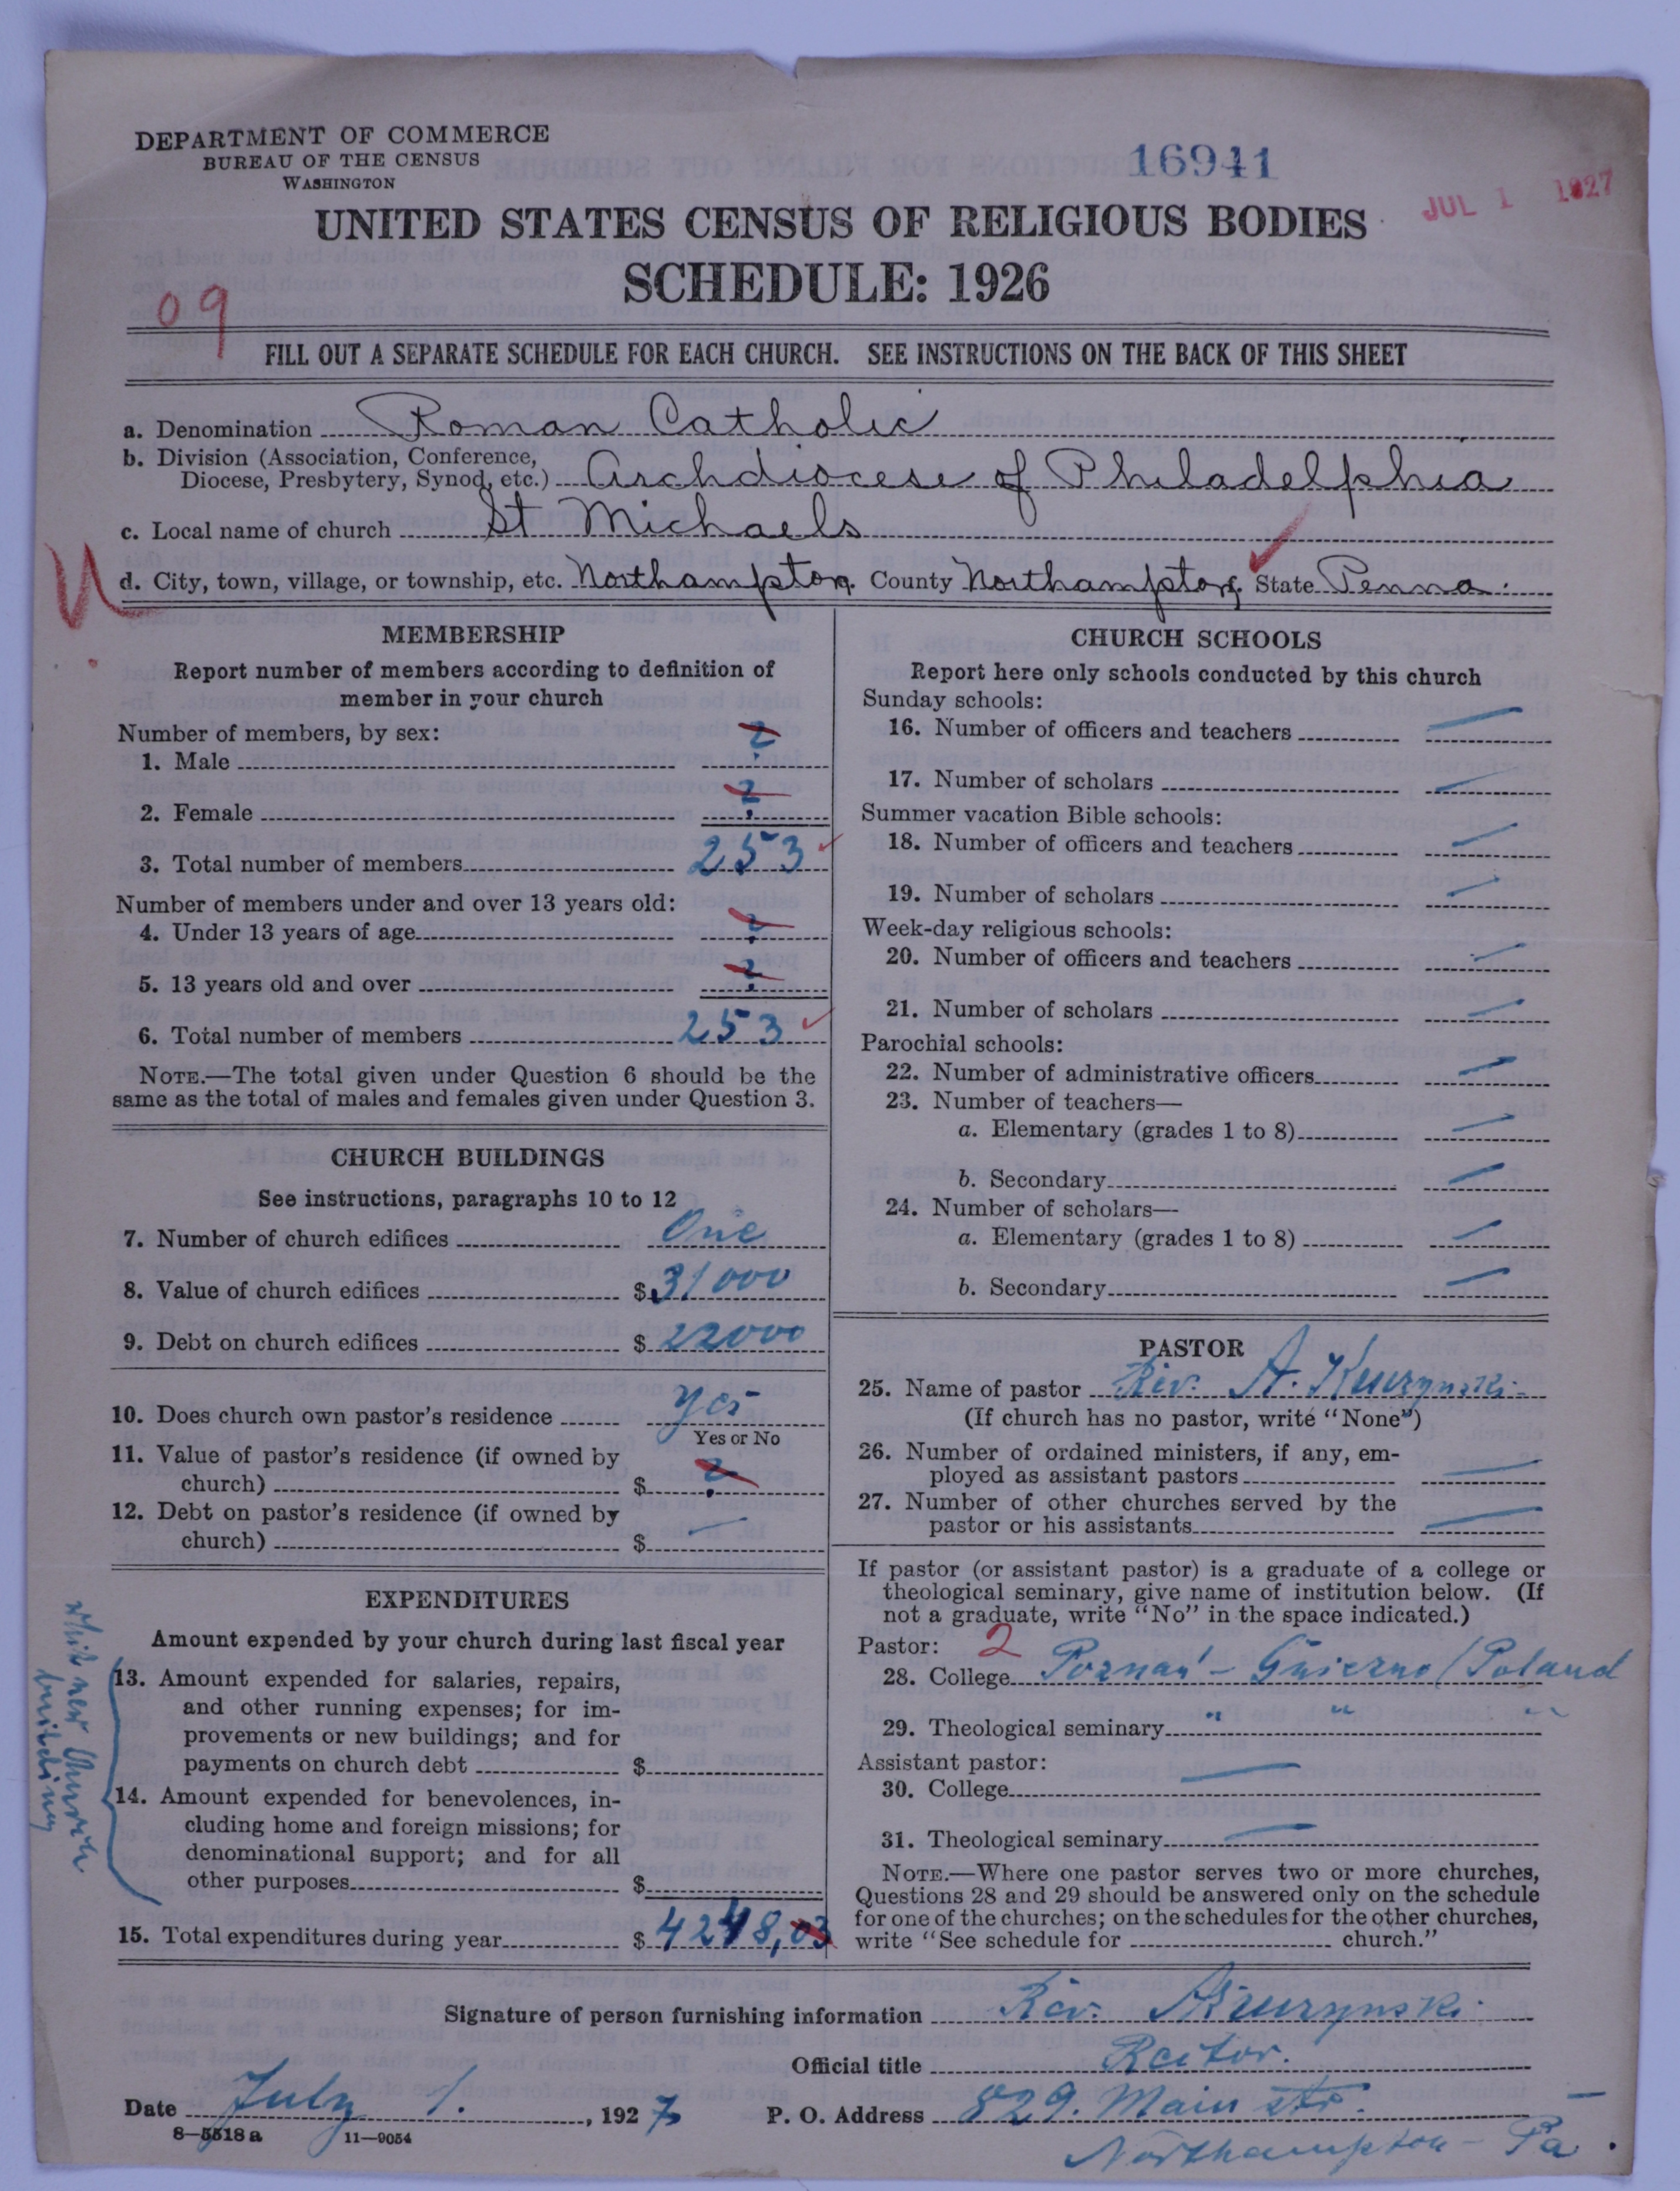 DEPARTMENT OF COMMERCE
BUREAU OF THE CENSUS
WASHINGTON
16941
JUL 1 1927
UNITED STATES CENSUS OF RELIGIOUS BODIES
SCHEDULE: 1926
09
FILL OUT A SEPARATE SCHEDULE FOR EACH CHURCH. SEE INSTRUCTIONS ON THE BACK OF THIS SHEET
a. Denomination Roman Catholic
b. Division (Association, Conference,
Diocese, Presbytery, Synod, etc.) Archdiocese of Philadelphia
c. Local name of church St Michaels
d. City, town, village, or township, etc. Northampton. County Northampton. State Penna.
MEMBERSHIP
Report number of members according to definition of
member in your church
Number of members, by sex:
1. Male ?
2. Female ?
3. Total number of members 253
Number of members under and over 13 years old:
4. Under 13 years of age ?
5. 13 years old and over ?
6. Total number of members 253
NOTE.—The total given under Question 6 should be the
same as the total of males and females given under Question 3.
CHURCH BUILDINGS
See instructions, paragraphs 10 to 12
7. Number of church edifices One
8. Value of church edifices $ 31000
9. Debt on church edifices $ 22000
10. Does church own pastor's residence yes
Yes or No
11. Value of pastor's residence (if owned by
church) $ ?
12. Debt on pastor's residence (if owned by
church) $ —
EXPENDITURES
Amount expended by your church during last fiscal year
13. Amount expended for salaries, repairs,
and other running expenses; for im-
provements or new buildings; and for
payments on church debt $
14. Amount expended for benevolences, in-
cluding home and foreign missions; for
denominational support; and for all
other purposes $
15. Total expenditures during year $ 4248,03
new Church
building
CHURCH SCHOOLS
Report here only schools conducted by this church
Sunday schools:
16. Number of officers and teachers —
17. Number of scholars —
Summer vacation Bible schools:
18. Number of officers and teachers —
19. Number of scholars —
Week-day religious schools:
20. Number of officers and teachers —
21. Number of scholars —
Parochial schools:
22. Number of administrative officers —
23. Number of teachers—
a. Elementary (grades 1 to 8) —
b. Secondary —
24. Number of scholars—
a. Elementary (grades 1 to 8) —
b. Secondary —
PASTOR
25. Name of pastor Rev. A. Kuczynski
(If church has no pastor, write "None")
26. Number of ordained ministers, if any, em-
ployed as assistant pastors —
27. Number of other churches served by the
pastor or his assistants —
If pastor (or assistant pastor) is a graduate of a college or
theological seminary, give name of institution below. (If
not a graduate, write "No" in the space indicated.)
Pastor: 2
28. College Poznań - Gniezno / Poland
29. Theological seminary " " "
Assistant pastor:
30. College —
31. Theological seminary —
NOTE.—Where one pastor serves two or more churches,
Questions 28 and 29 should be answered only on the schedule
for one of the churches; on the schedules for the other churches,
write "See schedule for church."
Signature of person furnishing information Rev. AKuczynski
Official title Rector.
Date July 1. , 1927 P. O. Address 829. Main str. —
Northampton - Pa.
8—5518 a 11—9054